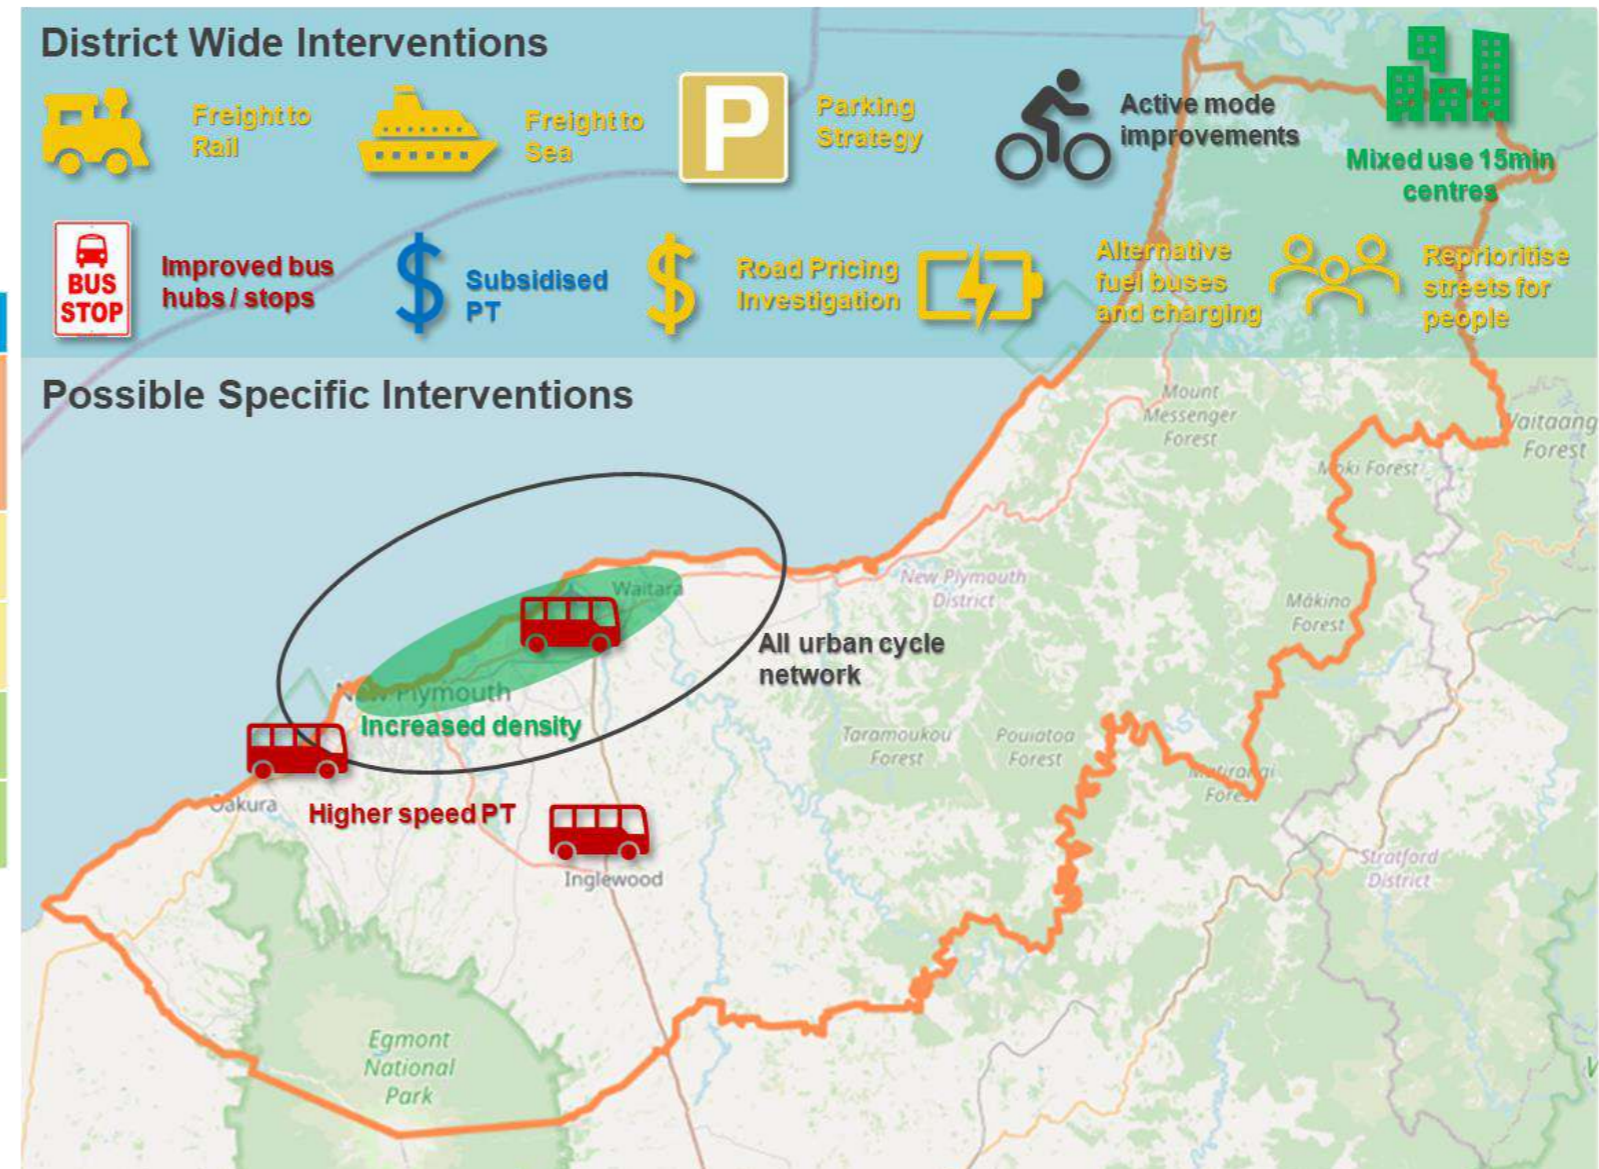 District Wide Interventions
Freight to
Rail
Freight to
Sea
P
Parking
Strategy
Active mode
improvements
Mixed use 15min
centres
BUS
STOP
Improved bus
hubs / stops
Subsidised
PT
Road Pricing
Investigation
Alternative
fuel buses
and charging
Reprioritise
streets for
people
Possible Specific Interventions
Mount
Messenger
Forest
Waitaang
Forest
Moki Forest
Waitara
New Plymouth
District
Mākino
Forest
All urban cycle
network
New Plymouth
Increased density
Taramoukou
Forest
Pouiatoa
Forest
Matirangi
Forest
Oakura
Higher speed PT
Inglewood
Stratford
District
Egmont
National
Park